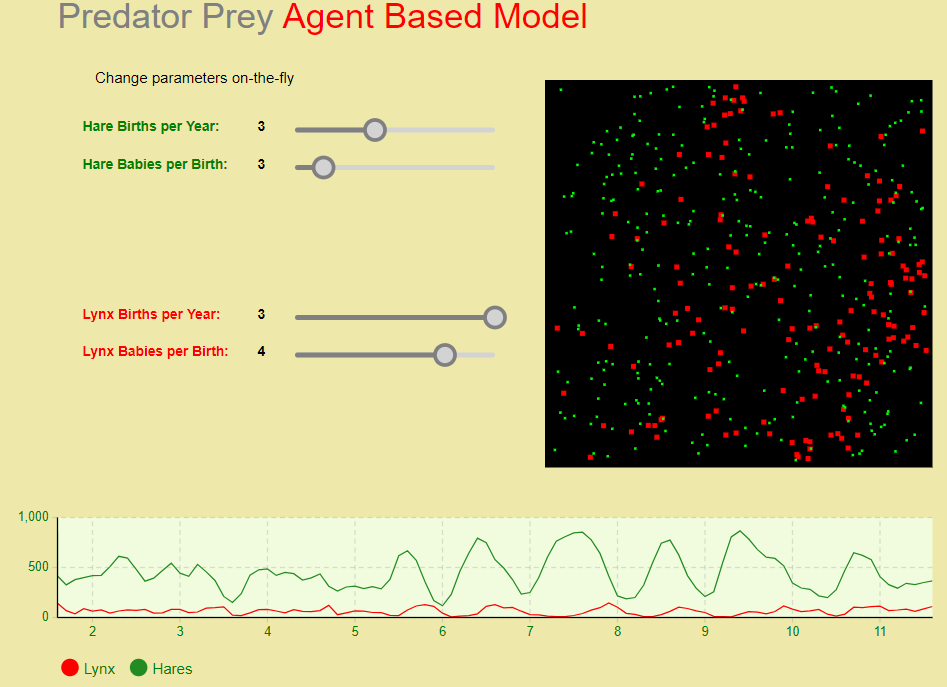 Predator Prey Agent Based Model
Change parameters on-the-fly
Hare Births per Year: 3
Hare Babies per Birth: 3
Lynx Births per Year: 3
Lynx Babies per Birth: 4
1,000
500
0
2 3 4 5 6 7 8 9 10 11
Lynx Hares